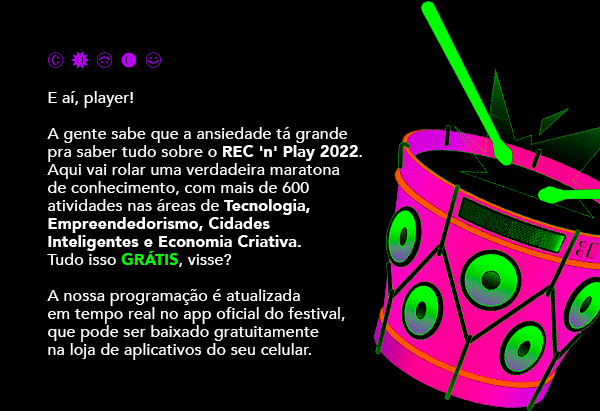 E aí, player!
A gente sabe que a ansiedade tá grande
pra saber tudo sobre o REC 'n' Play 2022.
Aqui vai rolar uma verdadeira maratona
de conhecimento, com mais de 600
atividades nas áreas de Tecnologia,
Empreendedorismo, Cidades
Inteligentes e Economia Criativa.
Tudo isso GRÁTIS, visse?
A nossa programação é atualizada
em tempo real no app oficial do festival,
que pode ser baixado gratuitamente
na loja de aplicativos do seu celular.